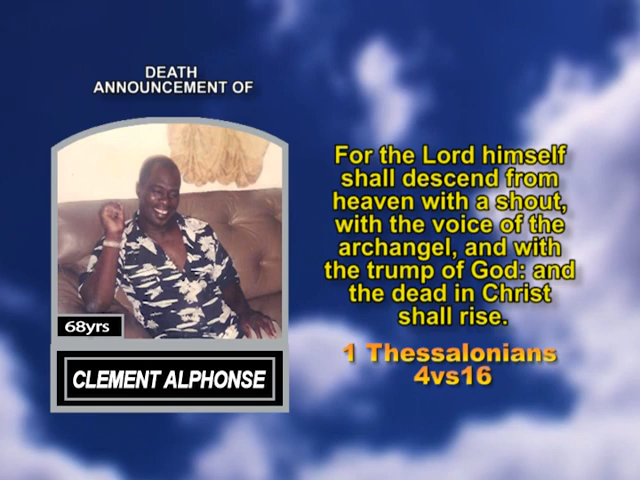 DEATH
ANNOUNCEMENT OF
68yrs
CLEMENT ALPHONSE
For the Lord himself
shall descend from
heaven with a shout,
with the voice of the
archangel, and with
the trump of God: and
the dead in Christ
shall rise.
1 Thessalonians
4vs16